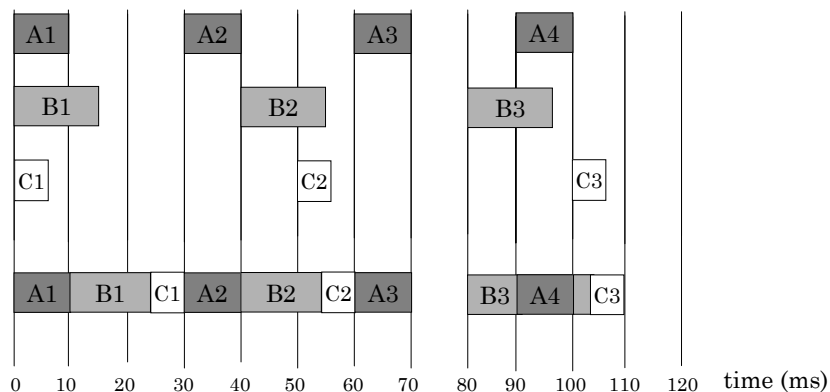 A1 A2 A3 A4
B1 B2 B3
C1 C2 C3
A1 B1 C1 A2 B2 C2 A3 B3 A4 C3
0 10 20 30 40 50 60 70 80 90 100 110 120 time (ms)